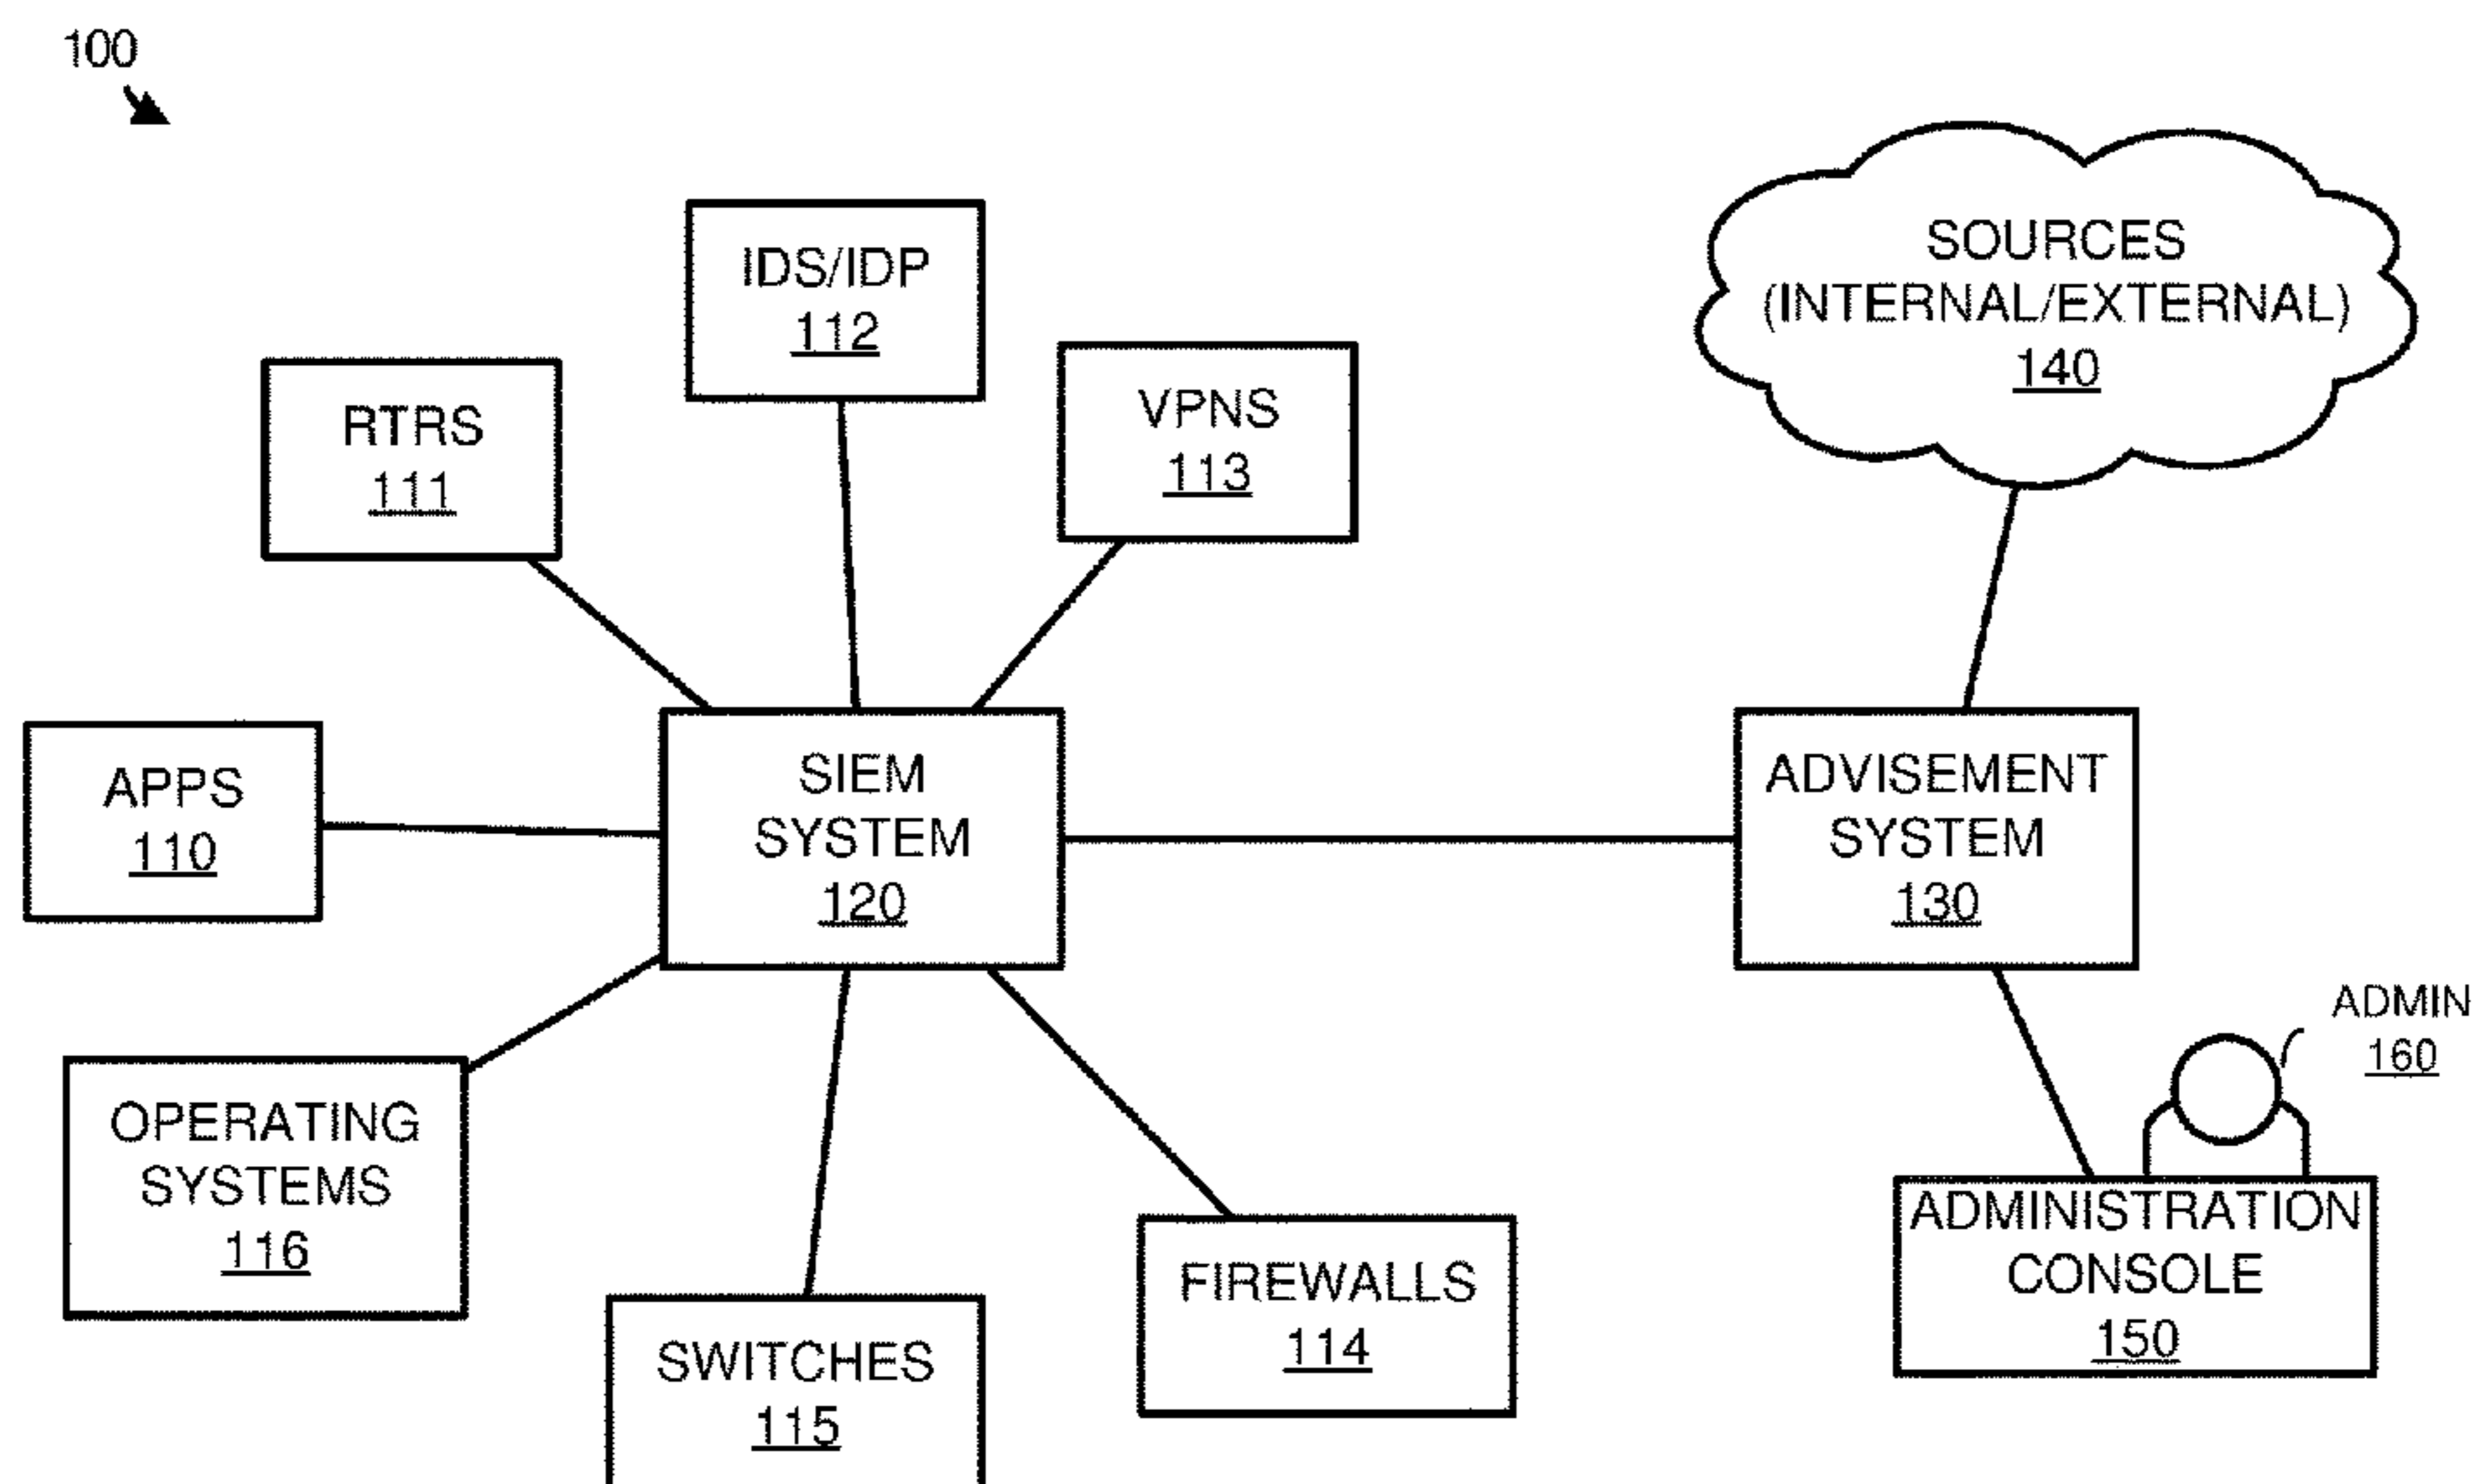 100
IDS/IDP
112
SOURCES
(INTERNAL/EXTERNAL)
140
RTRS
111
VPNS
113
APPS
110
SIEM
SYSTEM
120
ADVISEMENT
SYSTEM
130
ADMIN
160
OPERATING
SYSTEMS
116
SWITCHES
115
FIREWALLS
114
ADMINISTRATION
CONSOLE
150